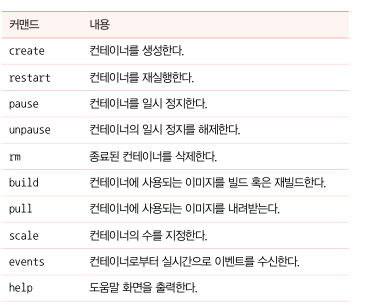 커맨드 내용
create 컨테이너를 생성한다.
restart 컨테이너를 재실행한다.
pause 컨테이너를 일시 정지한다.
unpause 컨테이너의 일시 정지를 해제한다.
rm 종료된 컨테이너를 삭제한다.
build 컨테이너에 사용되는 이미지를 빌드 혹은 재빌드한다.
pull 컨테이너에 사용되는 이미지를 내려받는다.
scale 컨테이너의 수를 지정한다.
events 컨테이너로부터 실시간으로 이벤트를 수신한다.
help 도움말 화면을 출력한다.